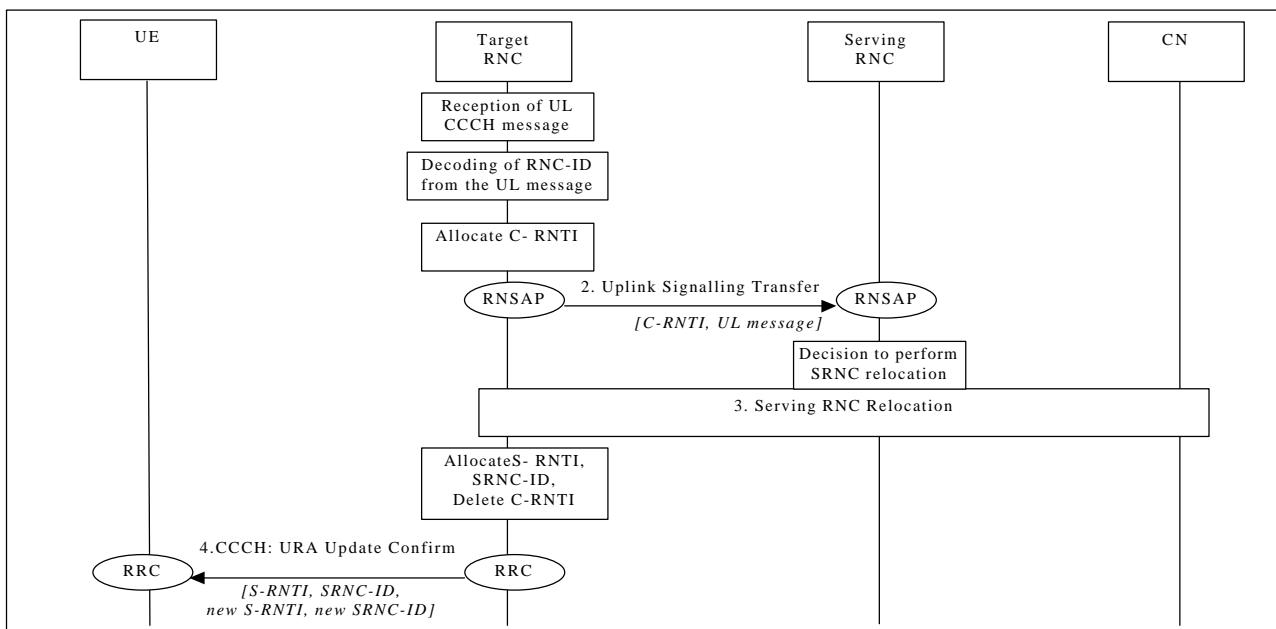 UE
Target
RNC
Serving
RNC
CN
Reception of UL
CCCH message
Decoding of RNC-ID
from the UL message
Allocate C- RNTI
RNSAP
2. Uplink Signalling Transfer
[C-RNTI, UL message]
RNSAP
Decision to perform
SRNC relocation
3. Serving RNC Relocation
AllocateS- RNTI,
SRNC-ID,
Delete C-RNTI
4.CCCH: URA Update Confirm
RRC
[S-RNTI, SRNC-ID,
new S-RNTI, new SRNC-ID]
RRC